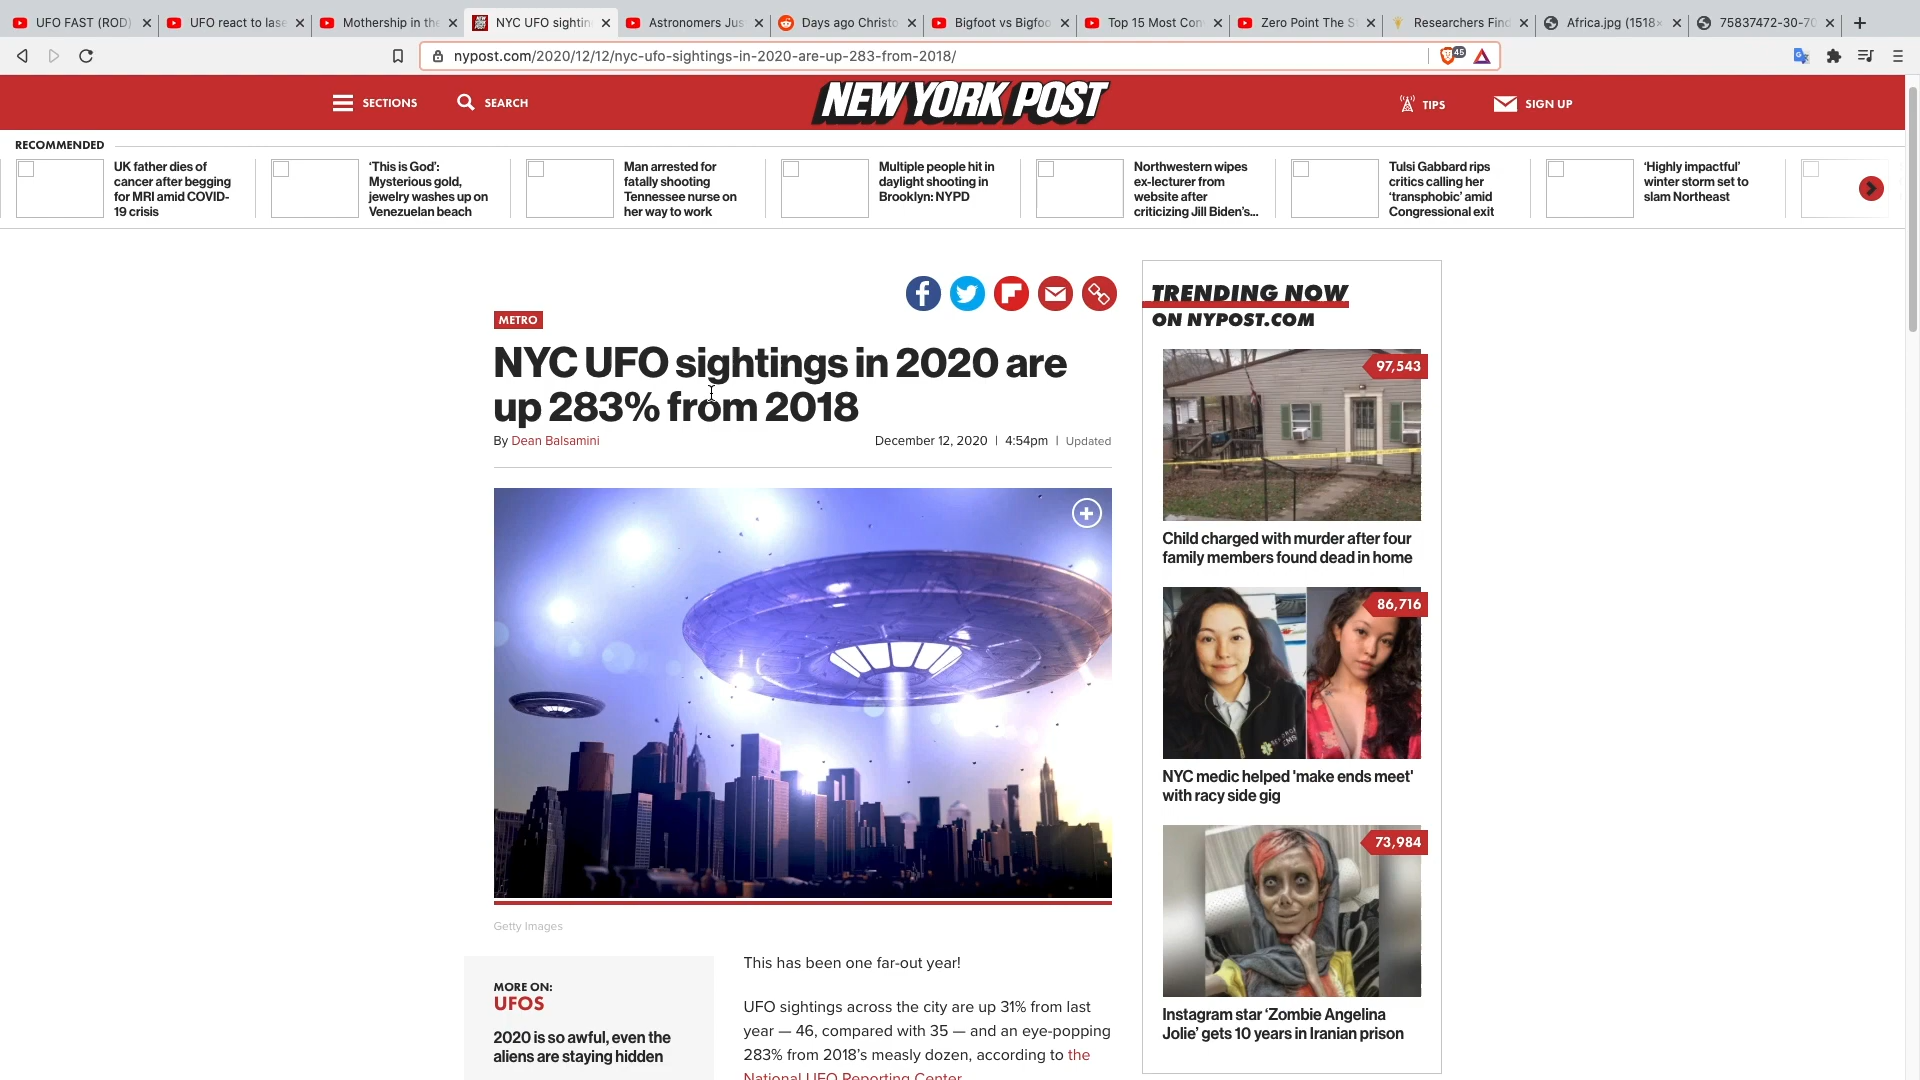 UFO FAST (ROD)
UFO react to lase
Mothership in the
NYC UFO sightin
Astronomers Jus
Days ago Christo
Bigfoot vs Bigfoo
Top 15 Most Con
Zero Point The S
Researchers Find
Africa.jpg (1518×
75837472-30-70
nypost.com/2020/12/12/nyc-ufo-sightings-in-2020-are-up-283-from-2018/
45
SECTIONS
SEARCH
NEW YORK POST
TIPS
SIGN UP
RECOMMENDED
UK father dies of
cancer after begging
for MRI amid COVID-
19 crisis
‘This is God’:
Mysterious gold,
jewelry washes up on
Venezuelan beach
Man arrested for
fatally shooting
Tennessee nurse on
her way to work
Multiple people hit in
daylight shooting in
Brooklyn: NYPD
Northwestern wipes
ex-lecturer from
website after
criticizing Jill Biden’s...
Tulsi Gabbard rips
critics calling her
‘transphobic’ amid
Congressional exit
‘Highly impactful’
winter storm set to
slam Northeast
METRO
NYC UFO sightings in 2020 are
up 283% from 2018
By Dean Balsamini
December 12, 2020 | 4:54pm | Updated
Getty Images
MORE ON:
UFOS
2020 is so awful, even the
aliens are staying hidden
This has been one far-out year!
UFO sightings across the city are up 31% from last
year — 46, compared with 35 — and an eye-popping
283% from 2018’s measly dozen, according to the
National UFO Reporting Center.
TRENDING NOW
ON NYPOST.COM
97,543
Child charged with murder after four
family members found dead in home
86,716
NYC medic helped 'make ends meet'
with racy side gig
73,984
Instagram star ‘Zombie Angelina
Jolie’ gets 10 years in Iranian prison